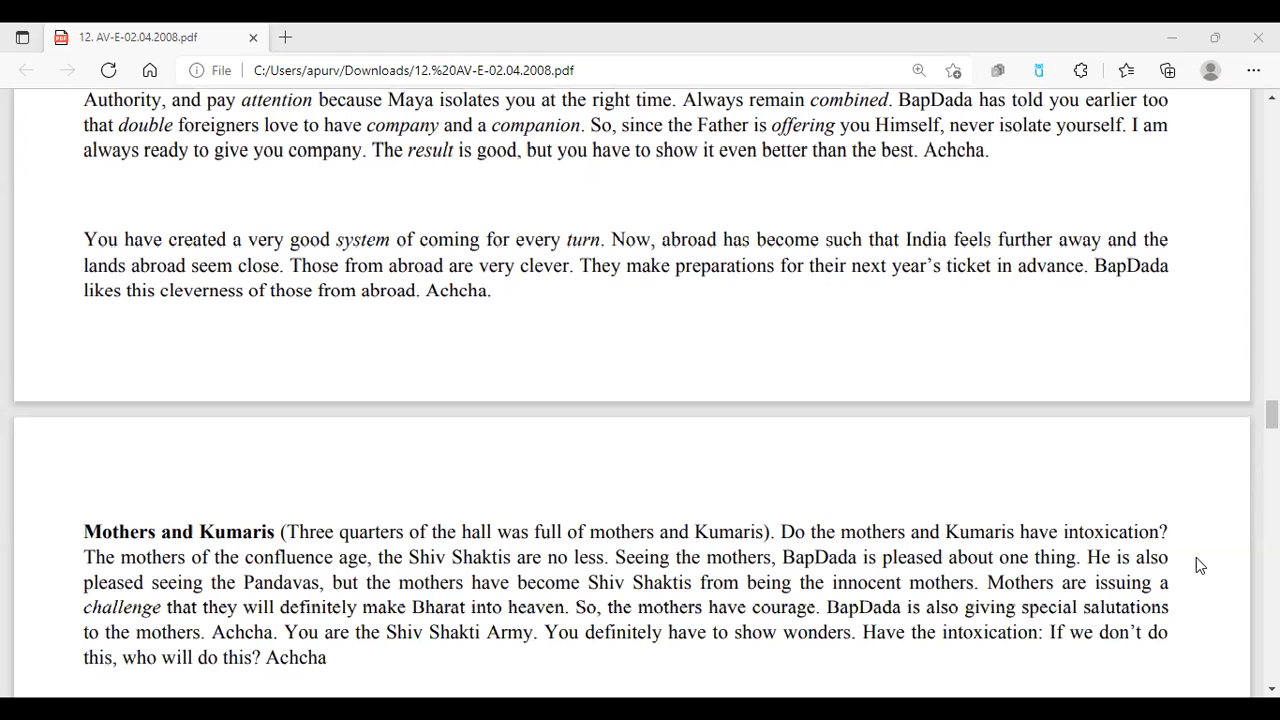 12. AV-E-02.04.2008.pdf
File C:/Users/apurv/Downloads/12.%20AV-E-02.04.2008.pdf
Authority, and pay attention because Maya isolates you at the right time. Always remain combined. BapDada has told you earlier too
that double foreigners love to have company and a companion. So, since the Father is offering you Himself, never isolate yourself. I am
always ready to give you company. The result is good, but you have to show it even better than the best. Achcha.
You have created a very good system of coming for every turn. Now, abroad has become such that India feels further away and the
lands abroad seem close. Those from abroad are very clever. They make preparations for their next year’s ticket in advance. BapDada
likes this cleverness of those from abroad. Achcha.
Mothers and Kumaris (Three quarters of the hall was full of mothers and Kumaris). Do the mothers and Kumaris have intoxication?
The mothers of the confluence age, the Shiv Shaktis are no less. Seeing the mothers, BapDada is pleased about one thing. He is also
pleased seeing the Pandavas, but the mothers have become Shiv Shaktis from being the innocent mothers. Mothers are issuing a
challenge that they will definitely make Bharat into heaven. So, the mothers have courage. BapDada is also giving special salutations
to the mothers. Achcha. You are the Shiv Shakti Army. You definitely have to show wonders. Have the intoxication: If we don’t do
this, who will do this? Achcha